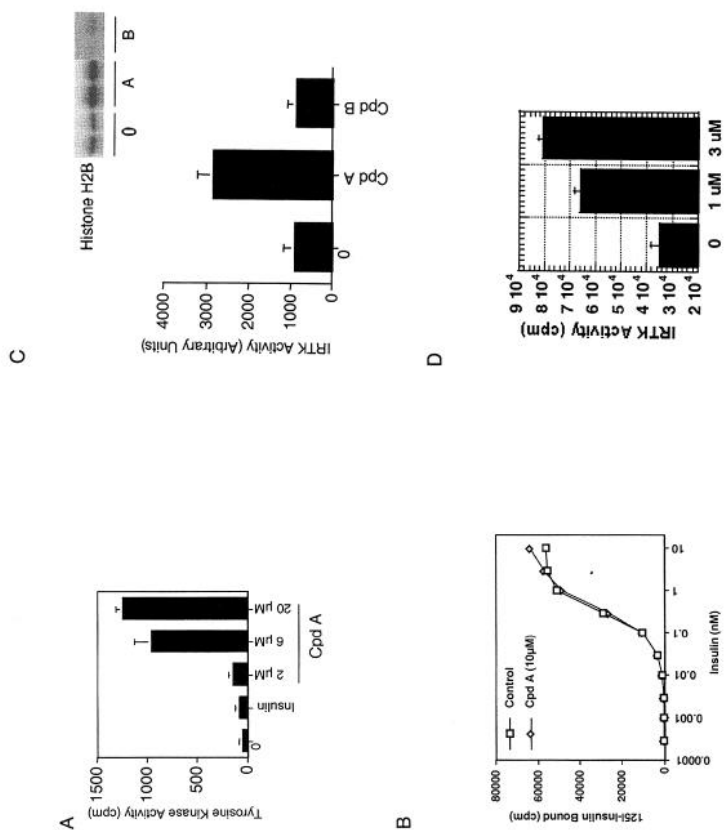 A
Tyrosine Kinase Activity (cpm)
1500
1000
500
0
0
Insulin
2 µM
6 µM
20 µM
Cpd A
B
125I-Insulin Bound (cpm)
80000
60000
40000
20000
0
Control
Cpd A (10µM)
0.0001
0.001
0.01
0.1
1
10
Insulin (nM)
C
Histone H2B
0
A
B
IRTK Activity (Arbitrary Units)
4000
3000
2000
1000
0
0
Cpd A
Cpd B
D
IRTK Activity (cpm)
9 10⁴
8 10⁴
7 10⁴
6 10⁴
5 10⁴
4 10⁴
3 10⁴
2 10⁴
0
1 uM
3 uM